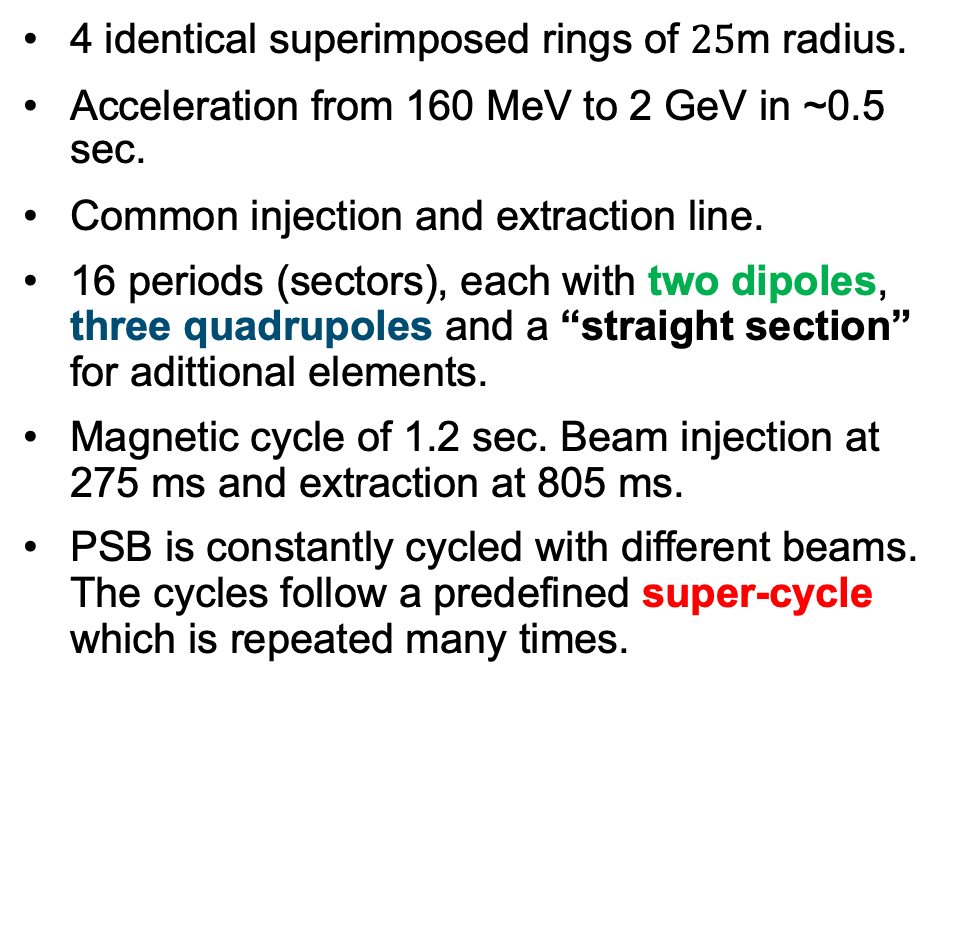 • 4 identical superimposed rings of 25m radius.
• Acceleration from 160 MeV to 2 GeV in ~0.5
sec.
• Common injection and extraction line.
• 16 periods (sectors), each with two dipoles,
three quadrupoles and a “straight section”
for adittional elements.
• Magnetic cycle of 1.2 sec. Beam injection at
275 ms and extraction at 805 ms.
• PSB is constantly cycled with different beams.
The cycles follow a predefined super-cycle
which is repeated many times.